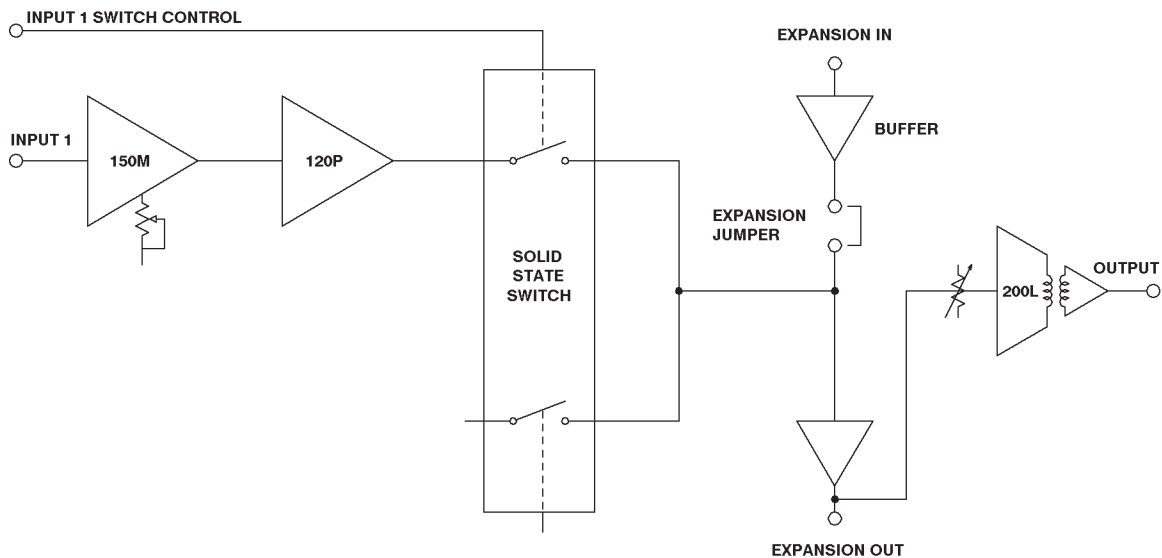 INPUT 1 SWITCH CONTROL
EXPANSION IN
INPUT 1
150M
120P
BUFFER
EXPANSION
JUMPER
SOLID
STATE
SWITCH
200L
OUTPUT
EXPANSION OUT